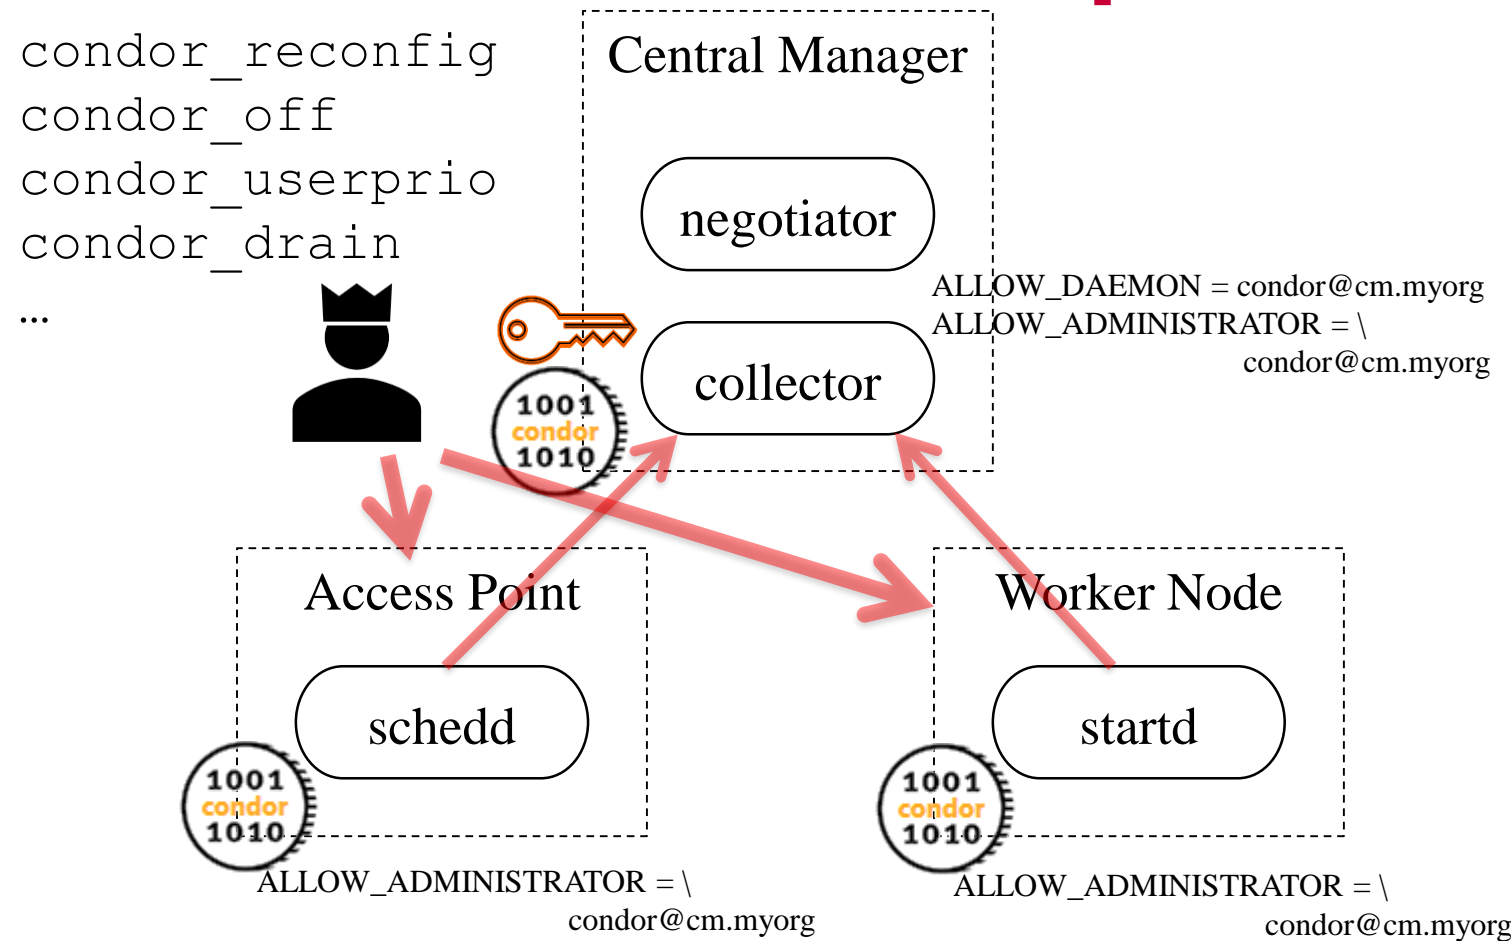 condor_reconfig
condor_off
condor_userprio
condor_drain
...
Central Manager
negotiator
ALLOW_DAEMON = condor@cm.myorg
ALLOW_ADMINISTRATOR = \
condor@cm.myorg
collector
1001
condor
1010
Access Point
schedd
1001
condor
1010
ALLOW_ADMINISTRATOR = \
condor@cm.myorg
Worker Node
startd
1001
condor
1010
ALLOW_ADMINISTRATOR = \
condor@cm.myorg